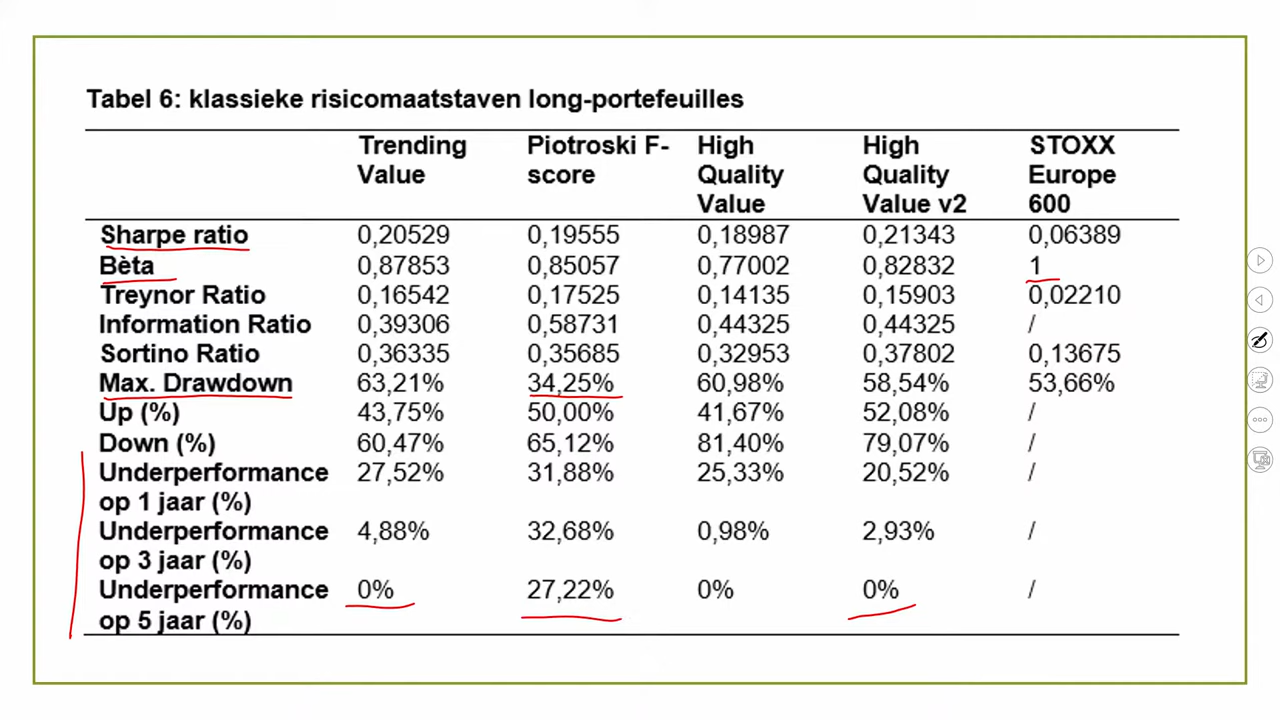 Tabel 6: klassieke risicomaatstaven long-portefeuilles
Trending Value Piotroski F-score High Quality Value High Quality Value v2 STOXX Europe 600
Sharpe ratio 0,20529 0,19555 0,18987 0,21343 0,06389
Bèta 0,87853 0,85057 0,77002 0,82832 1
Treynor Ratio 0,16542 0,17525 0,14135 0,15903 0,02210
Information Ratio 0,39306 0,58731 0,44325 0,44325 /
Sortino Ratio 0,36335 0,35685 0,32953 0,37802 0,13675
Max. Drawdown 63,21% 34,25% 60,98% 58,54% 53,66%
Up (%) 43,75% 50,00% 41,67% 52,08% /
Down (%) 60,47% 65,12% 81,40% 79,07% /
Underperformance 27,52% 31,88% 25,33% 20,52% /
op 1 jaar (%)
Underperformance 4,88% 32,68% 0,98% 2,93% /
op 3 jaar (%)
Underperformance 0% 27,22% 0% 0% /
op 5 jaar (%)